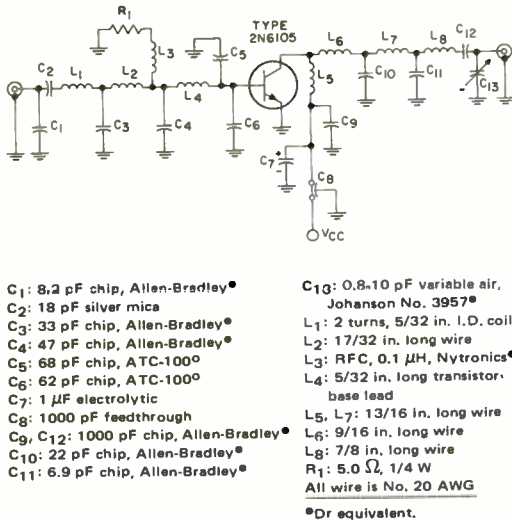 R1
TYPE
2N6105
L6
L7
L8
C12
C2
L1
L2
L3
C5
L5
L4
C10
C11
C13
C1
C3
C4
C6
C9
C7
+
-
C8
VCC
C1: 8.2 pF chip, Allen-Bradley●
C2: 18 pF silver mica
C3: 33 pF chip, Allen-Bradley●
C4: 47 pF chip, Allen-Bradley●
C5: 68 pF chip, ATC-100○
C6: 62 pF chip, ATC-100○
C7: 1 μF electrolytic
C8: 1000 pF feedthrough
C9, C12: 1000 pF chip, Allen-Bradley●
C10: 22 pF chip, Allen-Bradley●
C11: 6.9 pF chip, Allen-Bradley●
C13: 0.8-10 pF variable air,
Johanson No. 3957●
L1: 2 turns, 5/32 in. I.D. coil
L2: 17/32 in. long wire
L3: RFC, 0.1 μH, Nytronics●
L4: 5/32 in. long transistor-
base lead
L5, L7: 13/16 in. long wire
L6: 9/16 in. long wire
L8: 7/8 in. long wire
R1: 5.0 Ω, 1/4 W
All wire is No. 20 AWG
●Or equivalent.